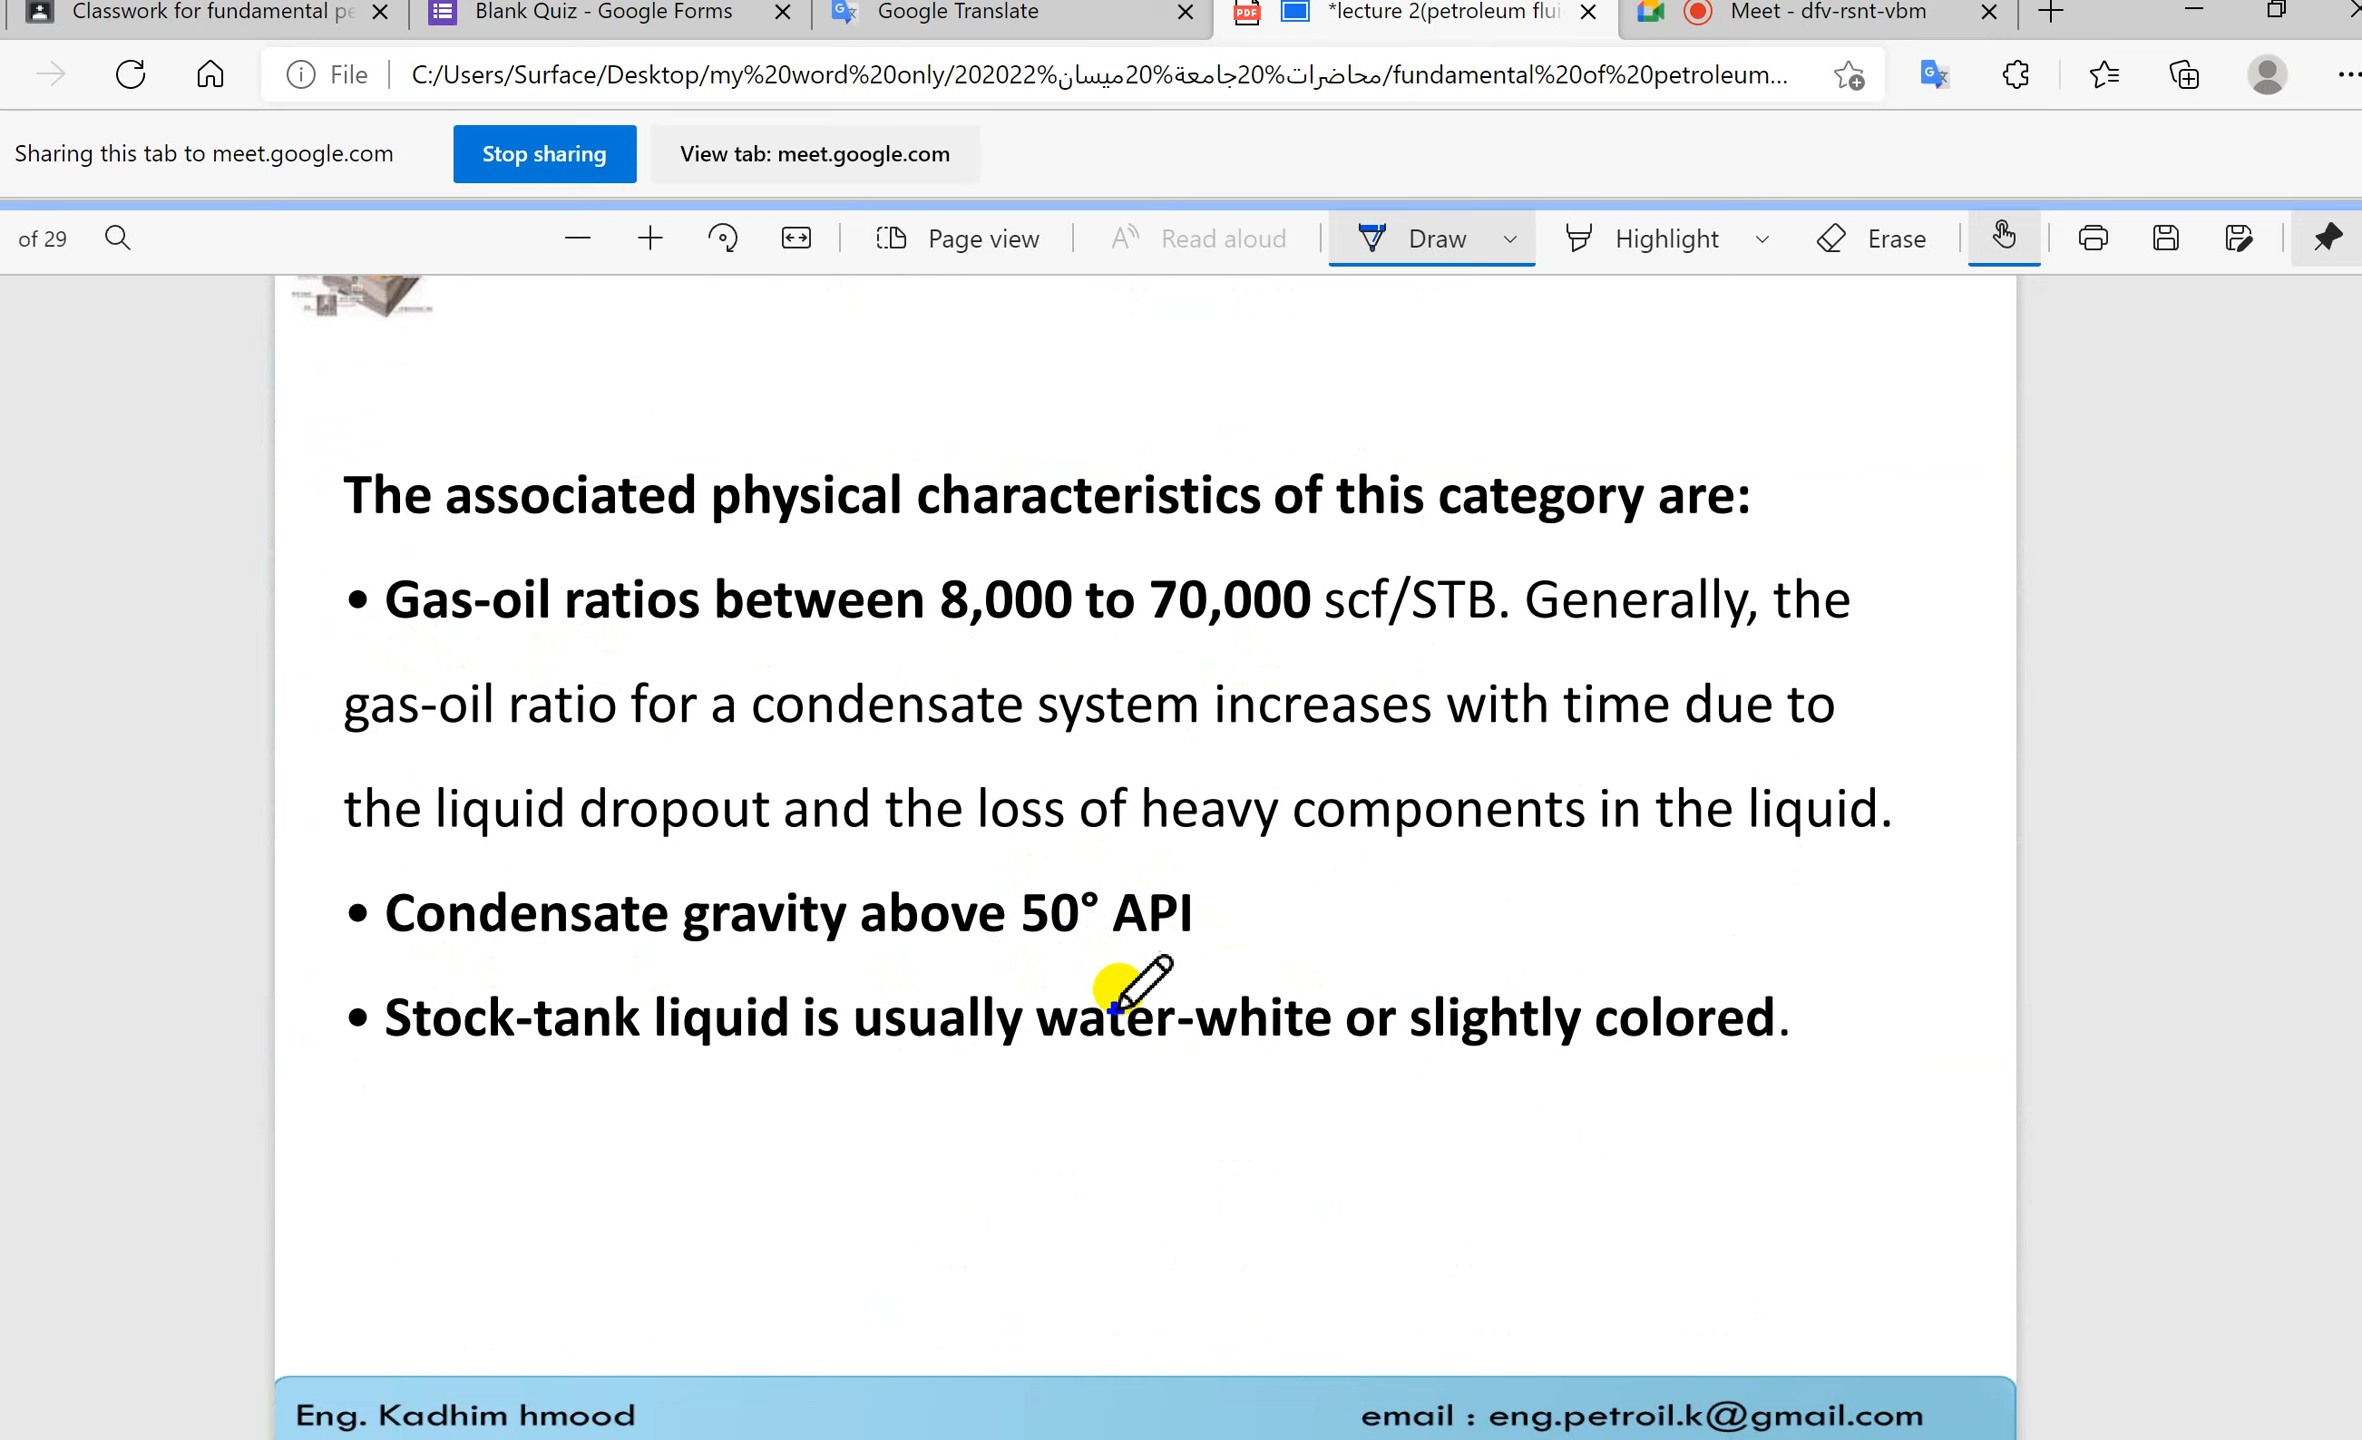 Classwork for fundamental pe
Blank Quiz - Google Forms
Google Translate
*lecture 2(petroleum flui
Meet - dfv-rsnt-vbm
File
C:/Users/Surface/Desktop/my%20word%20only/202022%محاضرات%20جامعة%20ميسان/fundamental%20of%20petroleum...
Sharing this tab to meet.google.com
Stop sharing
View tab: meet.google.com
of 29
Page view
Read aloud
Draw
Highlight
Erase
The associated physical characteristics of this category are:
• Gas-oil ratios between 8,000 to 70,000 scf/STB. Generally, the
gas-oil ratio for a condensate system increases with time due to
the liquid dropout and the loss of heavy components in the liquid.
• Condensate gravity above 50° API
• Stock-tank liquid is usually water-white or slightly colored.
Eng. Kadhim hmood
email : eng.petroil.k@gmail.com